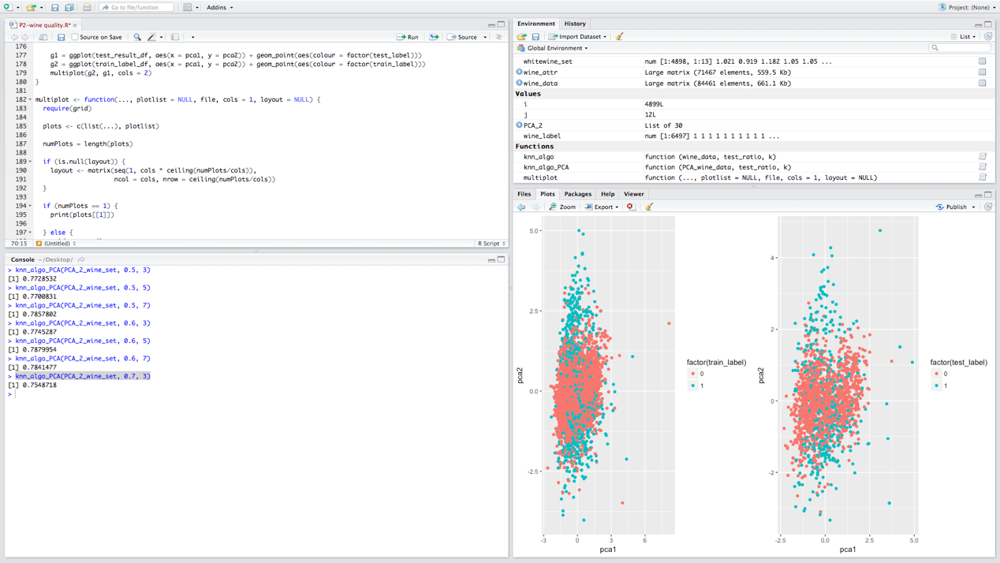 Go to file/function
Addins
Project: (None)
P2-wine quality.R*
Source on Save
Run
Source
176
177 g1 = ggplot(test_result_df, aes(x = pca1, y = pca2)) + geom_point(aes(colour = factor(test_label)))
178 g2 = ggplot(train_label_df, aes(x = pca1, y = pca2)) + geom_point(aes(colour = factor(train_label)))
179 multiplot(g2, g1, cols = 2)
180 }
181
182 multiplot <- function(..., plotlist = NULL, file, cols = 1, layout = NULL) {
183 require(grid)
184
185 plots <- c(list(...), plotlist)
186
187 numPlots = length(plots)
188
189 if (is.null(layout)) {
190 layout <- matrix(seq(1, cols * ceiling(numPlots/cols)),
191 ncol = cols, nrow = ceiling(numPlots/cols))
192 }
193
194 if (numPlots == 1) {
195 print(plots[[1]])
196
197 } else {
70:15 (Untitled) R Script
Console ~/Desktop/
> knn_algo_PCA(PCA_2_wine_set, 0.5, 3)
[1] 0.7728532
> knn_algo_PCA(PCA_2_wine_set, 0.5, 5)
[1] 0.7700831
> knn_algo_PCA(PCA_2_wine_set, 0.5, 7)
[1] 0.7857802
> knn_algo_PCA(PCA_2_wine_set, 0.6, 3)
[1] 0.7745287
> knn_algo_PCA(PCA_2_wine_set, 0.6, 5)
[1] 0.7879954
> knn_algo_PCA(PCA_2_wine_set, 0.6, 7)
[1] 0.7841477
> knn_algo_PCA(PCA_2_wine_set, 0.7, 3)
[1] 0.7548718
>
Environment History
Import Dataset
List
Global Environment
whitewine_set num [1:4898, 1:13] 1.021 0.919 1.182 1.05 1.05 ...
wine_attr Large matrix (71467 elements, 559.5 Kb)
wine_data Large matrix (84461 elements, 661.1 Kb)
Values
i 4899L
j 12L
PCA_2 List of 30
wine_label num [1:6497] 1 1 1 1 1 1 1 1 1 1 ...
Functions
knn_algo function (wine_data, test_ratio, k)
knn_algo_PCA function (PCA_wine_data, test_ratio, k)
multiplot function (..., plotlist = NULL, file, cols = 1, layout = NULL)
Files Plots Packages Help Viewer
Zoom Export Publish
5.0
2.5
0.0
-2.5
pca2
-3 0 3 6
pca1
factor(train_label)
0
1
4
2
0
-2
pca2
-2.5 0.0 2.5 5.0
pca1
factor(test_label)
0
1